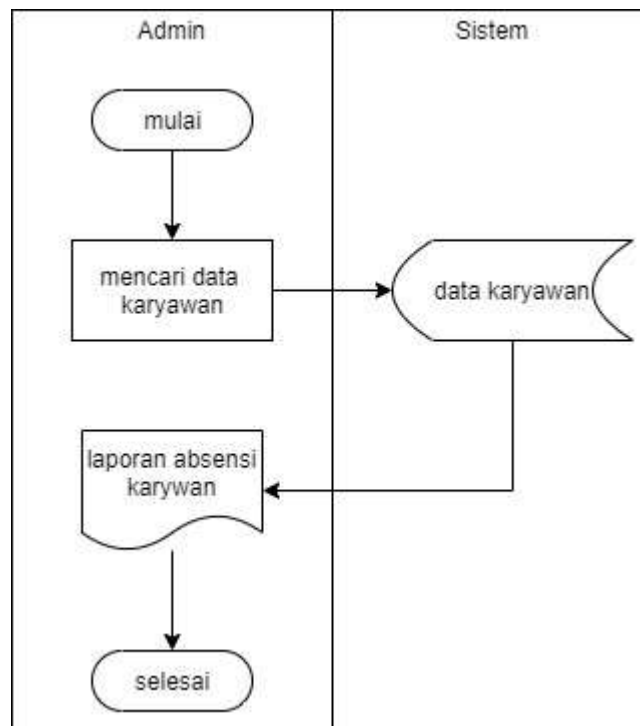 Admin
Sistem
mulai
mencari data
karyawan
data karyawan
laporan absensi
karywan
selesai